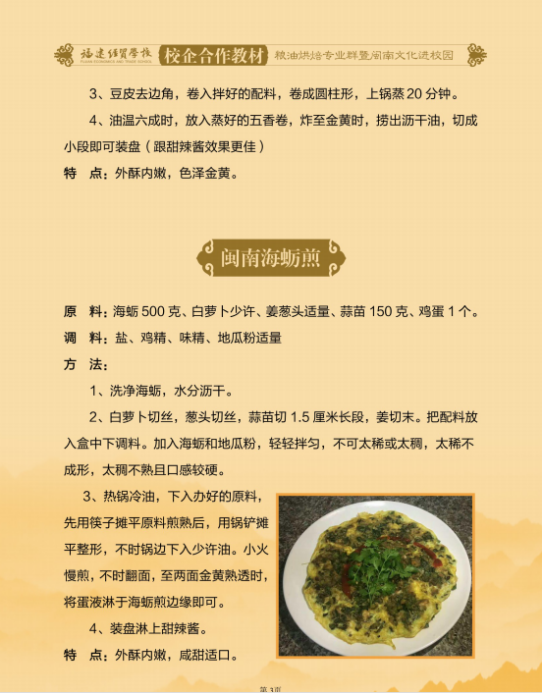 福建经贸学校
校企合作教材
粮油烘焙专业群暨闽南文化进校园
3、豆皮去边角，卷入拌好的配料，卷成圆柱形，上锅蒸 20 分钟。
4、油温六成时，放入蒸好的五香卷，炸至金黄时，捞出沥干油，切成
小段即可装盘（跟甜辣酱效果更佳）
特　点：外酥内嫩，色泽金黄。
闽南海蛎煎
原　料：海蛎 500 克、白萝卜少许、姜葱头适量、蒜苗 150 克、鸡蛋 1 个。
调　料：盐、鸡精、味精、地瓜粉适量
方　法：
1、洗净海蛎，水分沥干。
2、白萝卜切丝，葱头切丝，蒜苗切 1.5 厘米长段，姜切末。把配料放
入盒中下调料。加入海蛎和地瓜粉，轻轻拌匀，不可太稀或太稠，太稀不
成形，太稠不熟且口感较硬。
3、热锅冷油，下入办好的原料，
先用筷子摊平原料煎熟后，用锅铲摊
平整形，不时锅边下入少许油。小火
慢煎，不时翻面，至两面金黄熟透时，
将蛋液淋于海蛎煎边缘即可。
4、装盘淋上甜辣酱。
特　点：外酥内嫩，咸甜适口。
第 3页